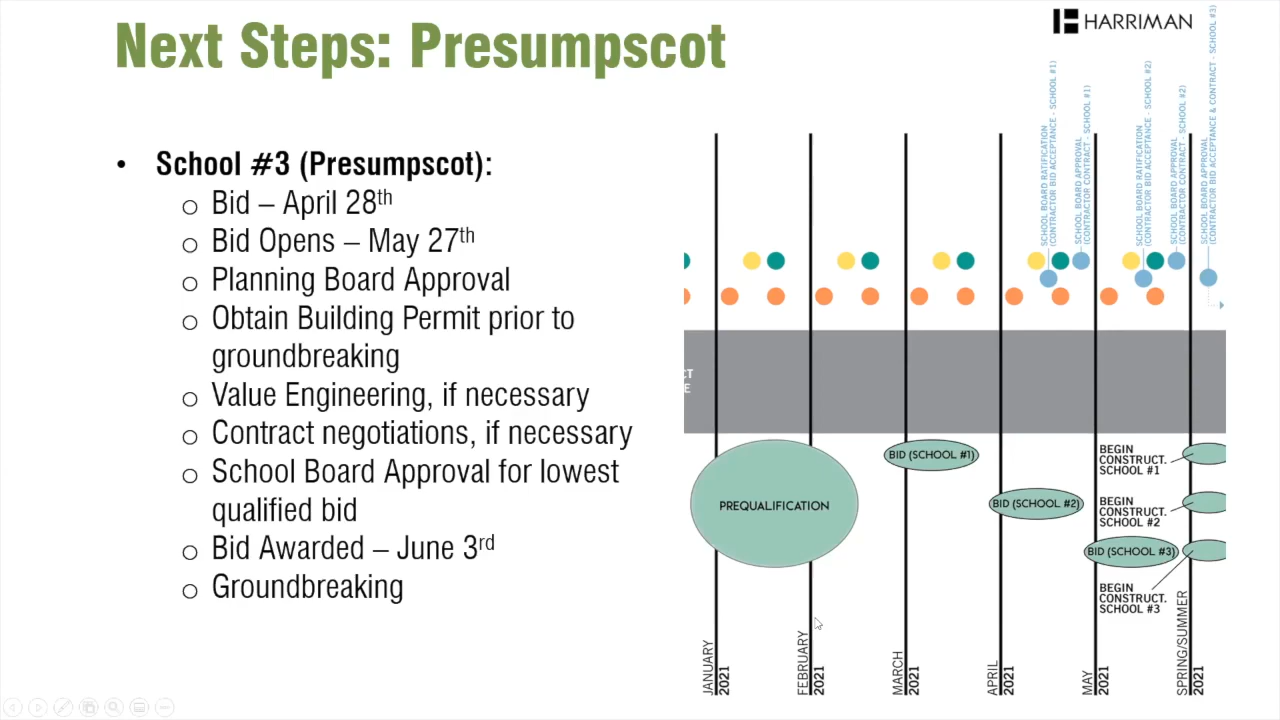 Next Steps: Presumpscot
HARRIMAN
• School #3 (Presumpscot):
o Bid – April 28th
o Bid Opens – May 27th
o Planning Board Approval
o Obtain Building Permit prior to
groundbreaking
o Value Engineering, if necessary
o Contract negotiations, if necessary
o School Board Approval for lowest
qualified bid
o Bid Awarded – June 3rd
o Groundbreaking
SCHOOL BOARD RATIFICATION
(CONTRACTOR BID ACCEPTANCE - SCHOOL #1)
SCHOOL BOARD APPROVAL
(CONTRACTOR CONTRACT - SCHOOL #1)
SCHOOL BOARD RATIFICATION
(CONTRACTOR BID ACCEPTANCE - SCHOOL #2)
SCHOOL BOARD APPROVAL
(CONTRACTOR CONTRACT - SCHOOL #2)
SCHOOL BOARD APPROVAL
(CONTRACTOR BID ACCEPTANCE & CONTRACT - SCHOOL #3)
CT
E
PREQUALIFICATION
BID (SCHOOL #1)
BID (SCHOOL #2)
BID (SCHOOL #3)
BEGIN
CONSTRUCT.
SCHOOL #1
BEGIN
CONSTRUCT.
SCHOOL #2
BEGIN
CONSTRUCT.
SCHOOL #3
JANUARY
2021
FEBRUARY
2021
MARCH
2021
APRIL
2021
MAY
2021
SPRING/SUMMER
2021